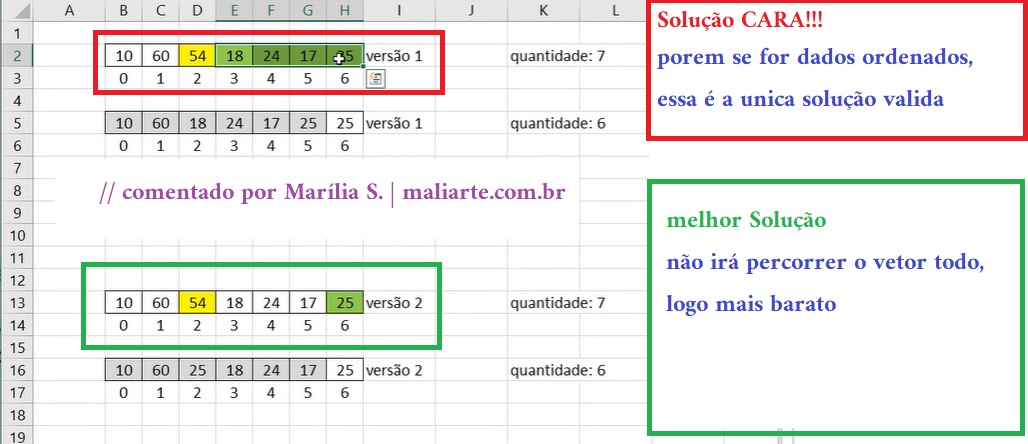 A B C D E F G H I J K L
1
2 10 60 54 18 24 17 25 versão 1 quantidade: 7
3 0 1 2 3 4 5 6
4
5 10 60 18 24 17 25 25 versão 1 quantidade: 6
6 0 1 2 3 4 5 6
7
8 // comentado por Marília S. | maliarte.com.br
9
10
11
12
13 10 60 54 18 24 17 25 versão 2 quantidade: 7
14 0 1 2 3 4 5 6
15
16 10 60 25 18 24 17 25 versão 2 quantidade: 6
17 0 1 2 3 4 5 6
18
19
Solução CARA!!!
porem se for dados ordenados,
essa é a unica solução valida
melhor Solução
não irá percorrer o vetor todo,
logo mais barato